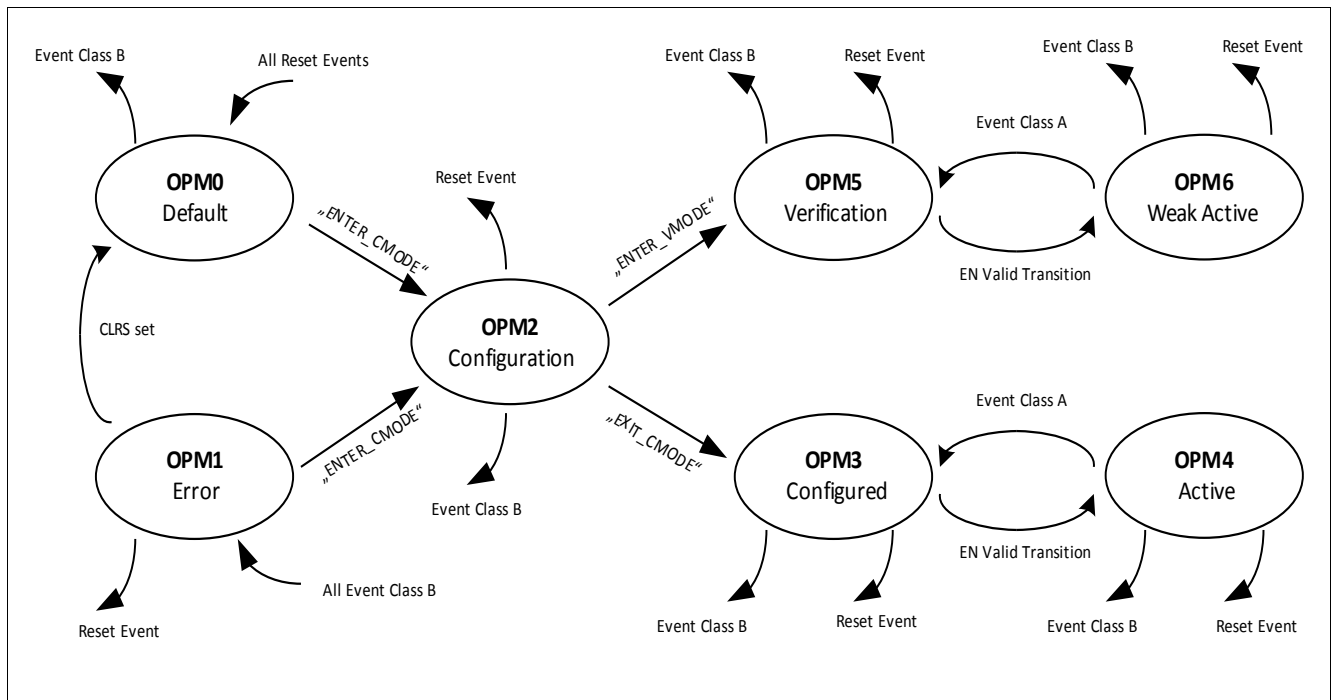 Event Class B
All Reset Events
Event Class B
Reset Event
Event Class B
Reset Event
Event Class A
OPM0
Default
Reset Event
OPM5
Verification
OPM6
Weak Active
„ENTER_CMODE“
„ENTER_VMODE“
EN Valid Transition
CLRS set
OPM2
Configuration
Event Class A
„ENTER_CMODE“
„EXIT_CMODE“
OPM1
Error
OPM3
Configured
OPM4
Active
Event Class B
EN Valid Transition
All Event Class B
Reset Event
Event Class B
Reset Event
Event Class B
Reset Event